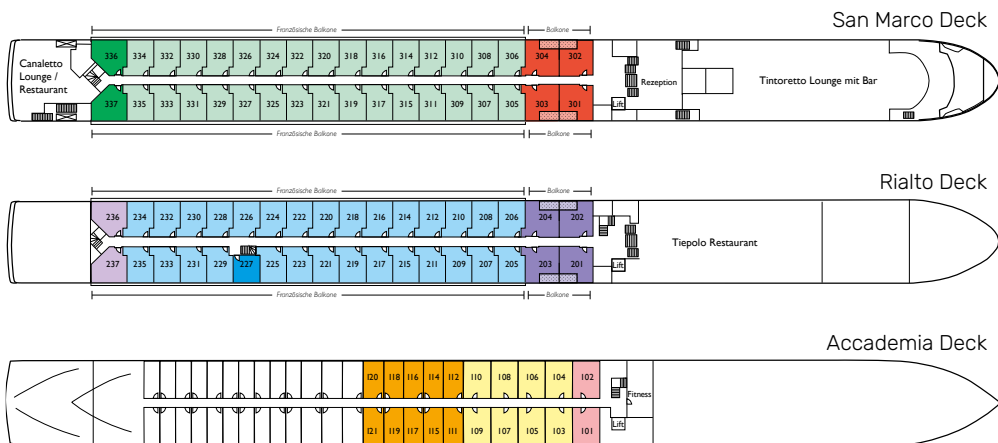 San Marco Deck
Französische Balkone
Balkone
336 334 332 330 328 326 324 322 320 318 316 314 312 310 308 306 304 302
Canaletto
Lounge /
Restaurant
Rezeption
Tintoretto Lounge mit Bar
337 335 333 331 329 327 325 323 321 319 317 315 311 309 307 305 303 301
Lift
Französische Balkone
Balkone
Rialto Deck
Französische Balkone
Balkone
236 234 232 230 228 226 224 222 220 218 216 214 212 210 208 206 204 202
Tiepolo Restaurant
237 235 233 231 229 227 225 223 221 219 217 215 211 209 207 205 203 201
Lift
Französische Balkone
Balkone
Accademia Deck
120 118 116 114 112 110 108 106 104 102
Fitness
121 119 117 115 111 109 107 105 103 101
Lift